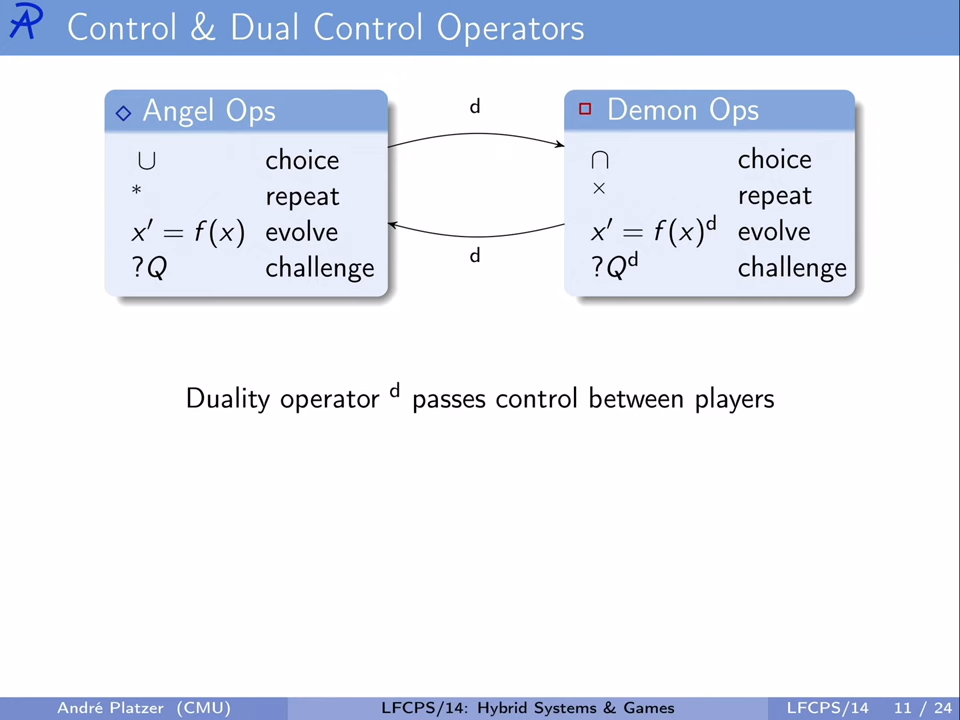 Control & Dual Control Operators
◇ Angel Ops
∪ choice
* repeat
x′ = f(x) evolve
?Q challenge
d
d
□ Demon Ops
∩ choice
× repeat
x′ = f(x)ᵈ evolve
?Qᵈ challenge
Duality operator ᵈ passes control between players
André Platzer (CMU) LFCPS/14: Hybrid Systems & Games LFCPS/14 11 / 24